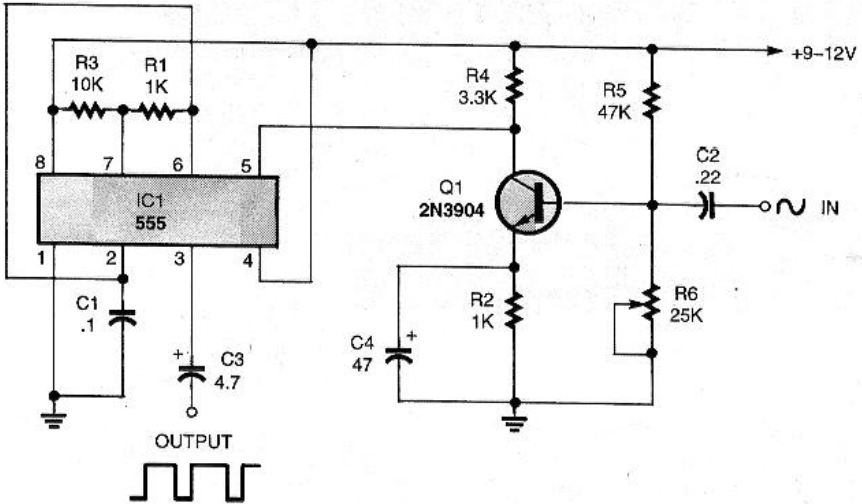 +9–12V
R3
10K
R1
1K
R4
3.3K
R5
47K
C2
.22
IN
8
7
6
5
IC1
555
Q1
2N3904
1
2
3
4
C1
.1
C3
4.7
+
R2
1K
C4
47
+
R6
25K
OUTPUT